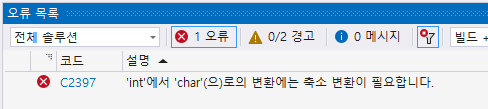 오류 목록
전체 솔루션
1 오류
0/2 경고
0 메시지
빌드 +
코드
설명
C2397
'int'에서 'char'(으)로의 변환에는 축소 변환이 필요합니다.